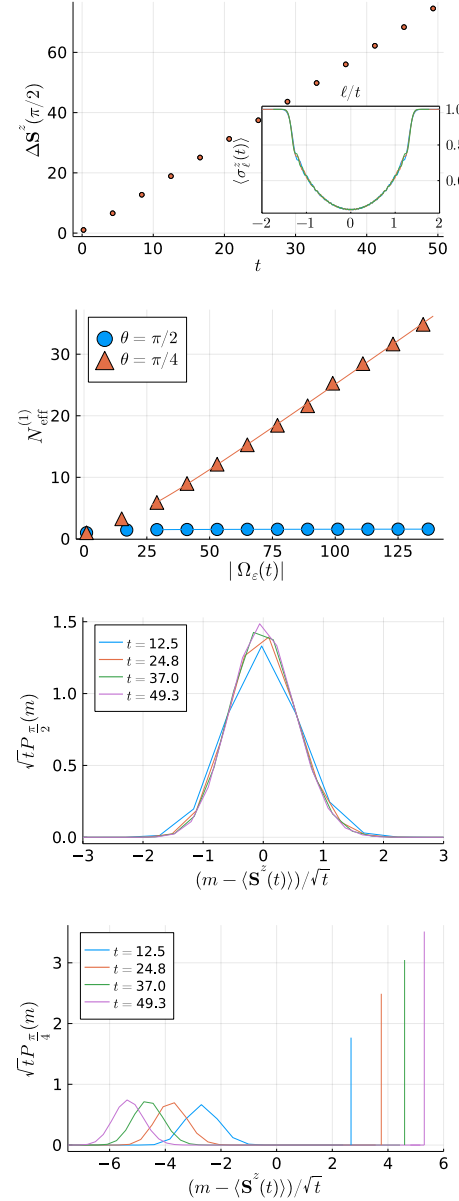 60
40
20
0
ΔS^z(π/2)
0 10 20 30 40 50
t
ℓ/t
1.0
0.5
0.0
⟨σ^z_ℓ(t)⟩
−2 −1 0 1 2
30
20
10
0
N_eff^(1)
θ = π/2
θ = π/4
0 25 50 75 100 125
|Ω_ε(t)|
1.5
1.0
0.5
0.0
√t P_{π/2}(m)
t = 12.5
t = 24.8
t = 37.0
t = 49.3
−3 −2 −1 0 1 2 3
(m − ⟨S^z(t)⟩)/√t
3
2
1
0
√t P_{π/4}(m)
t = 12.5
t = 24.8
t = 37.0
t = 49.3
−6 −4 −2 0 2 4 6
(m − ⟨S^z(t)⟩)/√t